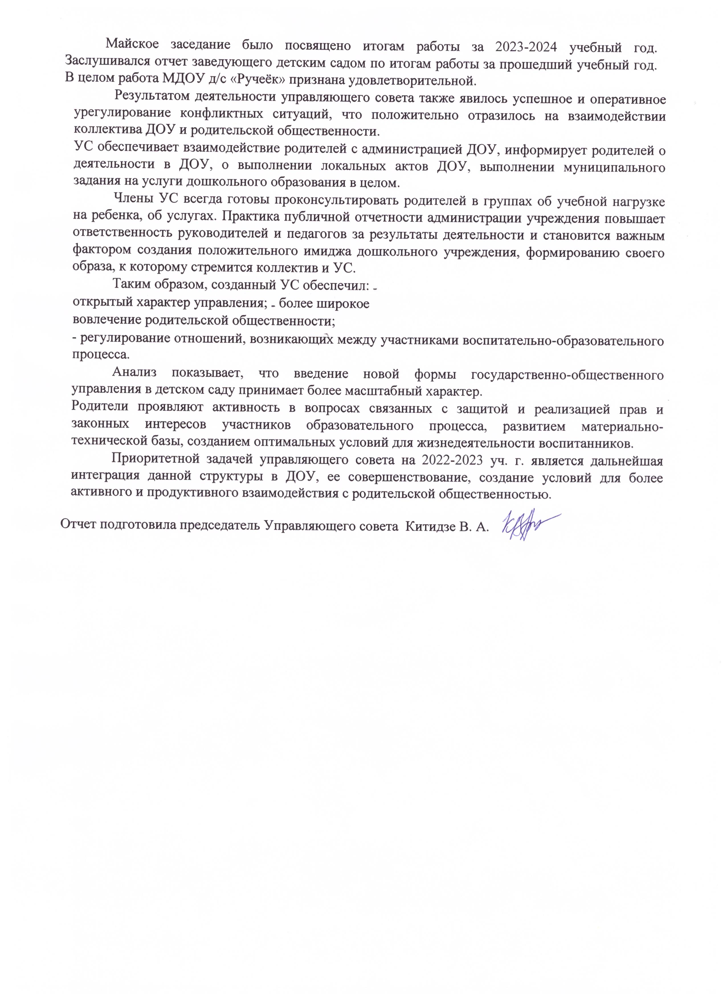 Майское заседание было посвящено итогам работы за 2023-2024 учебный год.
Заслушивался отчет заведующего детским садом по итогам работы за прошедший учебный год.
В целом работа МДОУ д/с «Ручеёк» признана удовлетворительной.
Результатом деятельности управляющего совета также явилось успешное и оперативное
урегулирование конфликтных ситуаций, что положительно отразилось на взаимодействии
коллектива ДОУ и родительской общественности.
УС обеспечивает взаимодействие родителей с администрацией ДОУ, информирует родителей о
деятельности в ДОУ, о выполнении локальных актов ДОУ, выполнении муниципального
задания на услуги дошкольного образования в целом.
Члены УС всегда готовы проконсультировать родителей в группах об учебной нагрузке
на ребенка, об услугах. Практика публичной отчетности администрации учреждения повышает
ответственность руководителей и педагогов за результаты деятельности и становится важным
фактором создания положительного имиджа дошкольного учреждения, формированию своего
образа, к которому стремится коллектив и УС.
Таким образом, созданный УС обеспечил: -
открытый характер управления; - более широкое
вовлечение родительской общественности;
- регулирование отношений, возникающих между участниками воспитательно-образовательного
процесса.
Анализ показывает, что введение новой формы государственно-общественного
управления в детском саду принимает более масштабный характер.
Родители проявляют активность в вопросах связанных с защитой и реализацией прав и
законных интересов участников образовательного процесса, развитием материально-
технической базы, созданием оптимальных условий для жизнедеятельности воспитанников.
Приоритетной задачей управляющего совета на 2022-2023 уч. г. является дальнейшая
интеграция данной структуры в ДОУ, ее совершенствование, создание условий для более
активного и продуктивного взаимодействия с родительской общественностью.
Отчет подготовила председатель Управляющего совета Китидзе В. А.